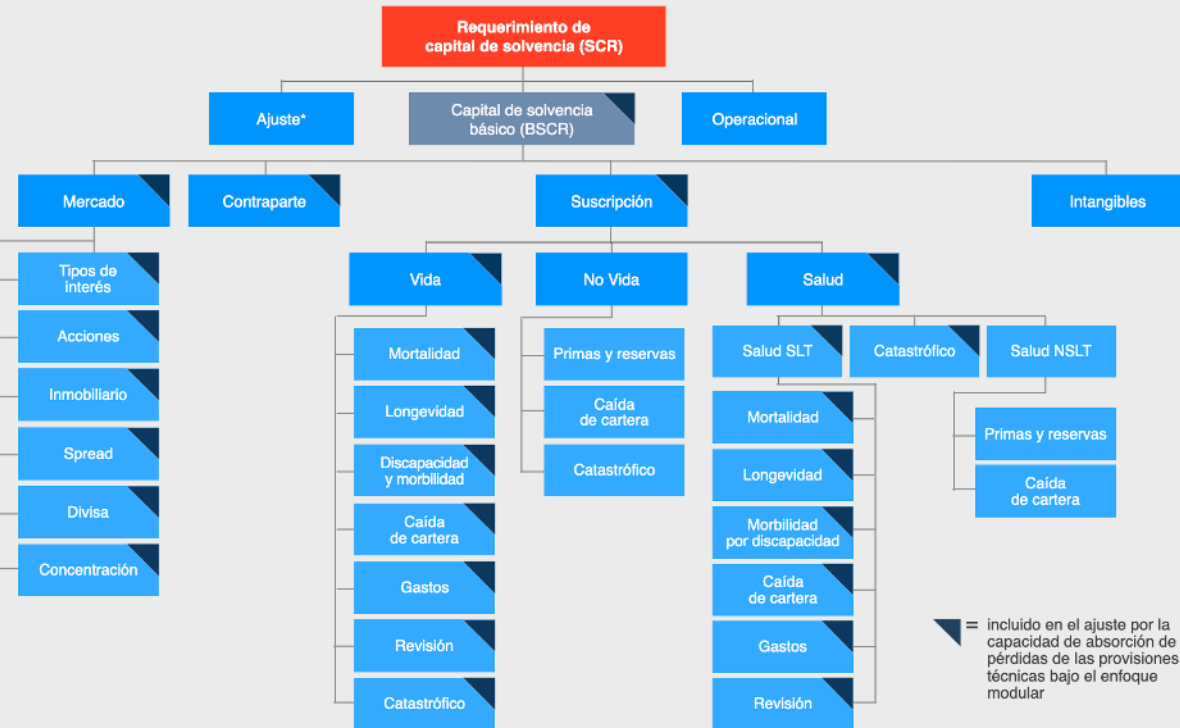 Requerimiento de
capital de solvencia (SCR)
Ajuste*
Capital de solvencia
básico (BSCR)
Operacional
Mercado
Contraparte
Suscripción
Intangibles
Tipos de
interés
Acciones
Inmobiliario
Spread
Divisa
Concentración
Vida
Mortalidad
Longevidad
Discapacidad
y morbilidad
Caída
de cartera
Gastos
Revisión
Catastrófico
No Vida
Primas y reservas
Caída
de cartera
Catastrófico
Salud
Salud SLT
Catastrófico
Salud NSLT
Mortalidad
Longevidad
Morbilidad
por discapacidad
Caída
de cartera
Gastos
Revisión
Primas y reservas
Caída
de cartera
= incluido en el ajuste por la
capacidad de absorción de
pérdidas de las provisiones
técnicas bajo el enfoque
modular